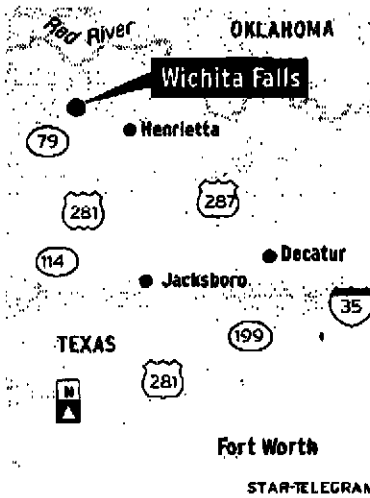 Red River
OKLAHOMA
Wichita Falls
Henrietta
79
281
287
114
Decatur
Jacksboro
35
199
TEXAS
281
N
Fort Worth
STAR-TELEGRAM